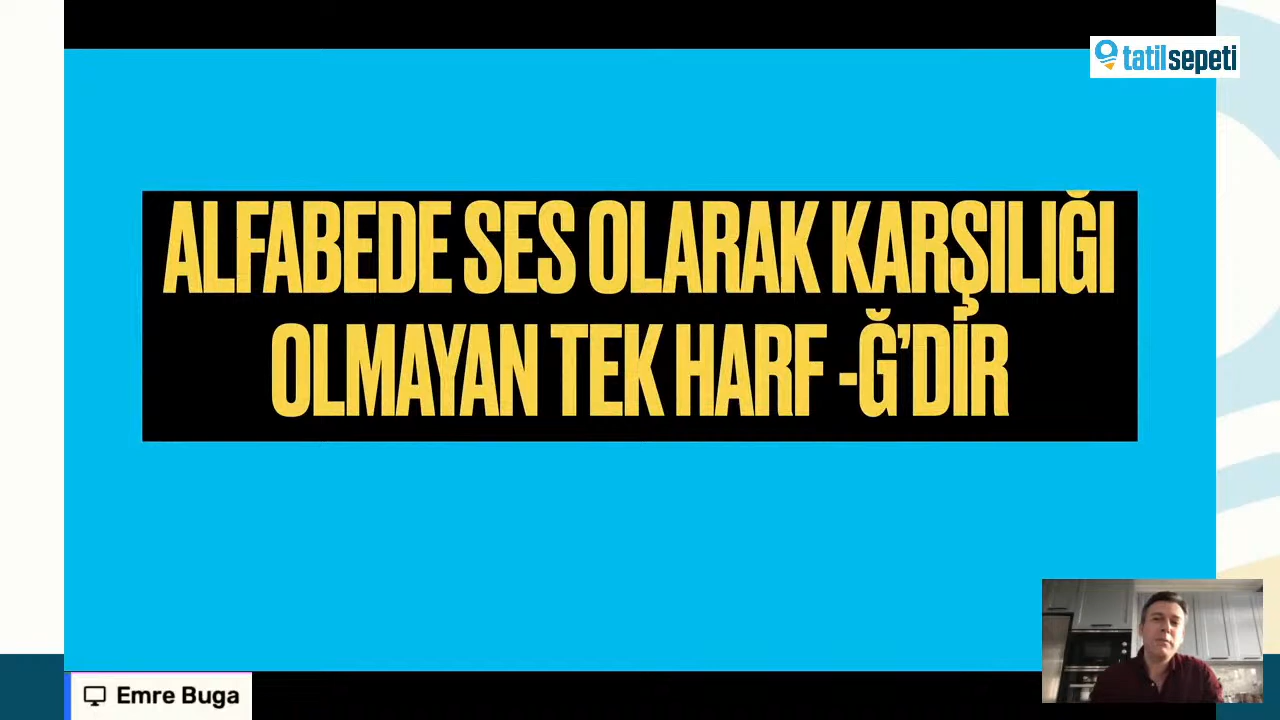 tatilsepeti
ALFABEDE SES OLARAK KARŞILIĞI
OLMAYAN TEK HARF -Ğ’DİR
Emre Buga